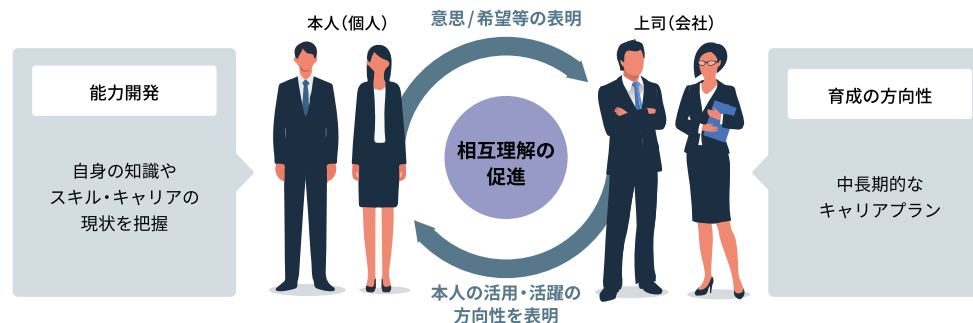 本人（個人）
意思/希望等の表明
上司（会社）
能力開発
自身の知識や
スキル・キャリアの
現状を把握
相互理解の
促進
育成の方向性
中長期的な
キャリアプラン
本人の活用・活躍の
方向性を表明